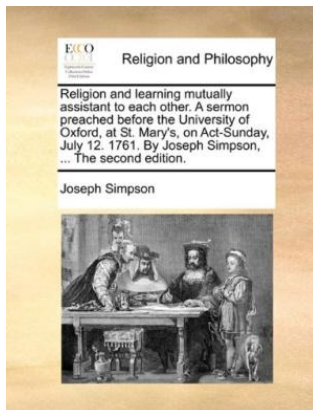 ECCO
Religion and Philosophy
Religion and learning mutually
assistant to each other. A sermon
preached before the University of
Oxford, at St. Mary's, on Act-Sunday,
July 12. 1761. By Joseph Simpson,
... The second edition.
Joseph Simpson